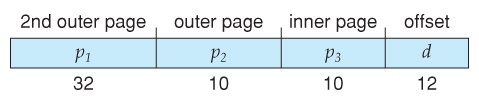 2nd outer page outer page inner page offset
p1 p2 p3 d
32 10 10 12